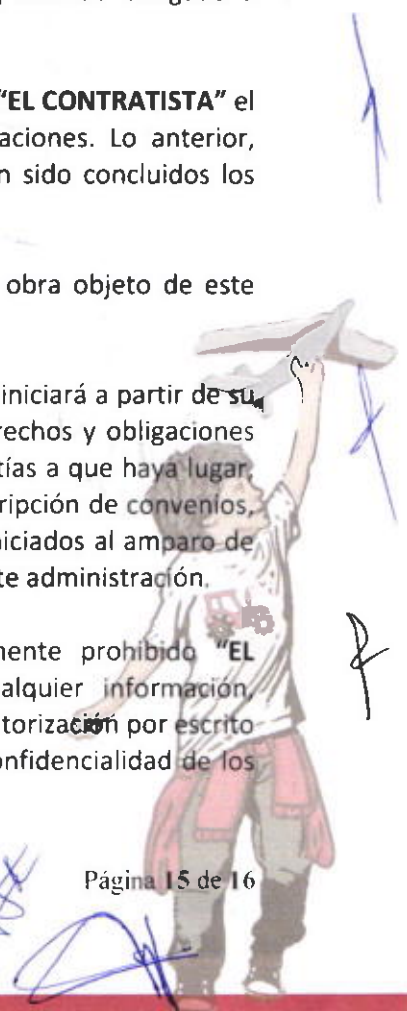 "EL CONTRATISTA" el
aciones. Lo anterior,
n sido concluidos los
obra objeto de este
iniciará a partir de su
rechos y obligaciones
tías a que haya lugar,
ripción de convenios,
niciados al amparo de
te administración.
mente prohibido "EL
alquier información,
torización por escrito
onfidencialidad de los
Página 15 de 16